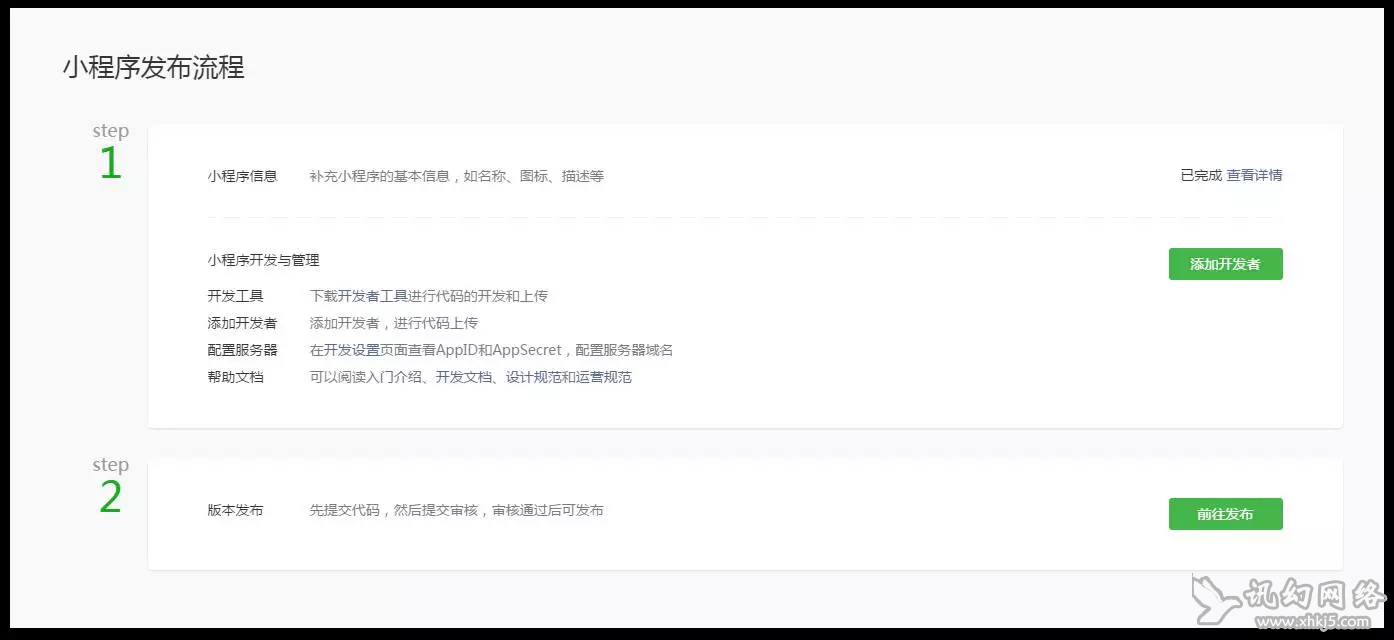 小程序发布流程
step
1
小程序信息 补充小程序的基本信息，如名称、图标、描述等 已完成 查看详情
小程序开发与管理 添加开发者
开发工具 下载开发者工具进行代码的开发和上传
添加开发者 添加开发者，进行代码上传
配置服务器 在开发设置页面查看AppID和AppSecret，配置服务器域名
帮助文档 可以阅读入门介绍、开发文档、设计规范和运营规范
step
2
版本发布 先提交代码，然后提交审核，审核通过后可发布 前往发布
讯幻网络
www.xhkj5.com